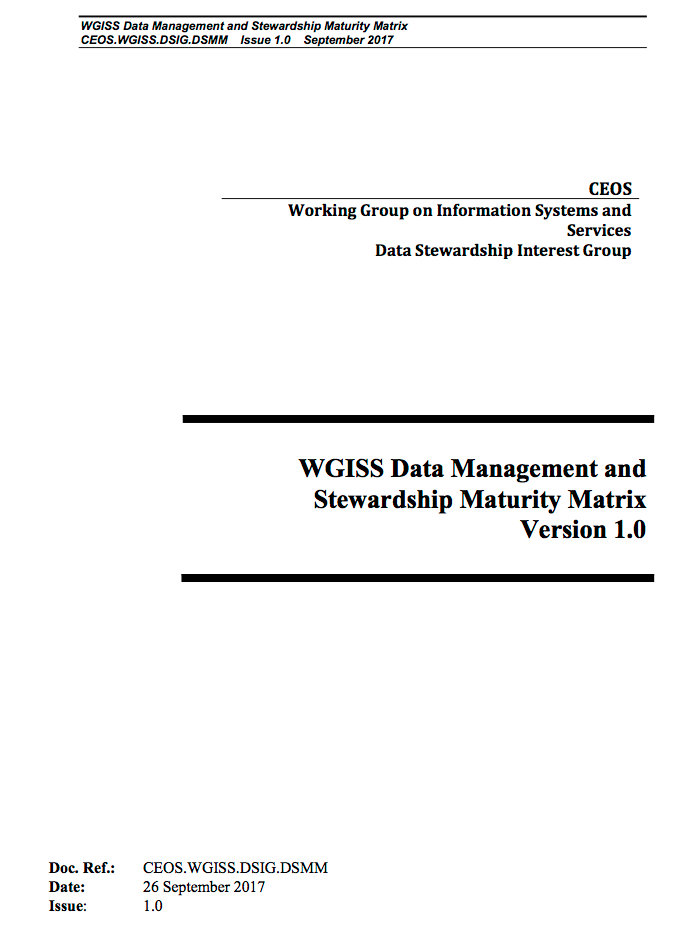 WGISS Data Management and Stewardship Maturity Matrix
CEOS.WGISS.DSIG.DSMM Issue 1.0 September 2017
CEOS
Working Group on Information Systems and
Services
Data Stewardship Interest Group
WGISS Data Management and
Stewardship Maturity Matrix
Version 1.0
Doc. Ref.: CEOS.WGISS.DSIG.DSMM
Date: 26 September 2017
Issue: 1.0